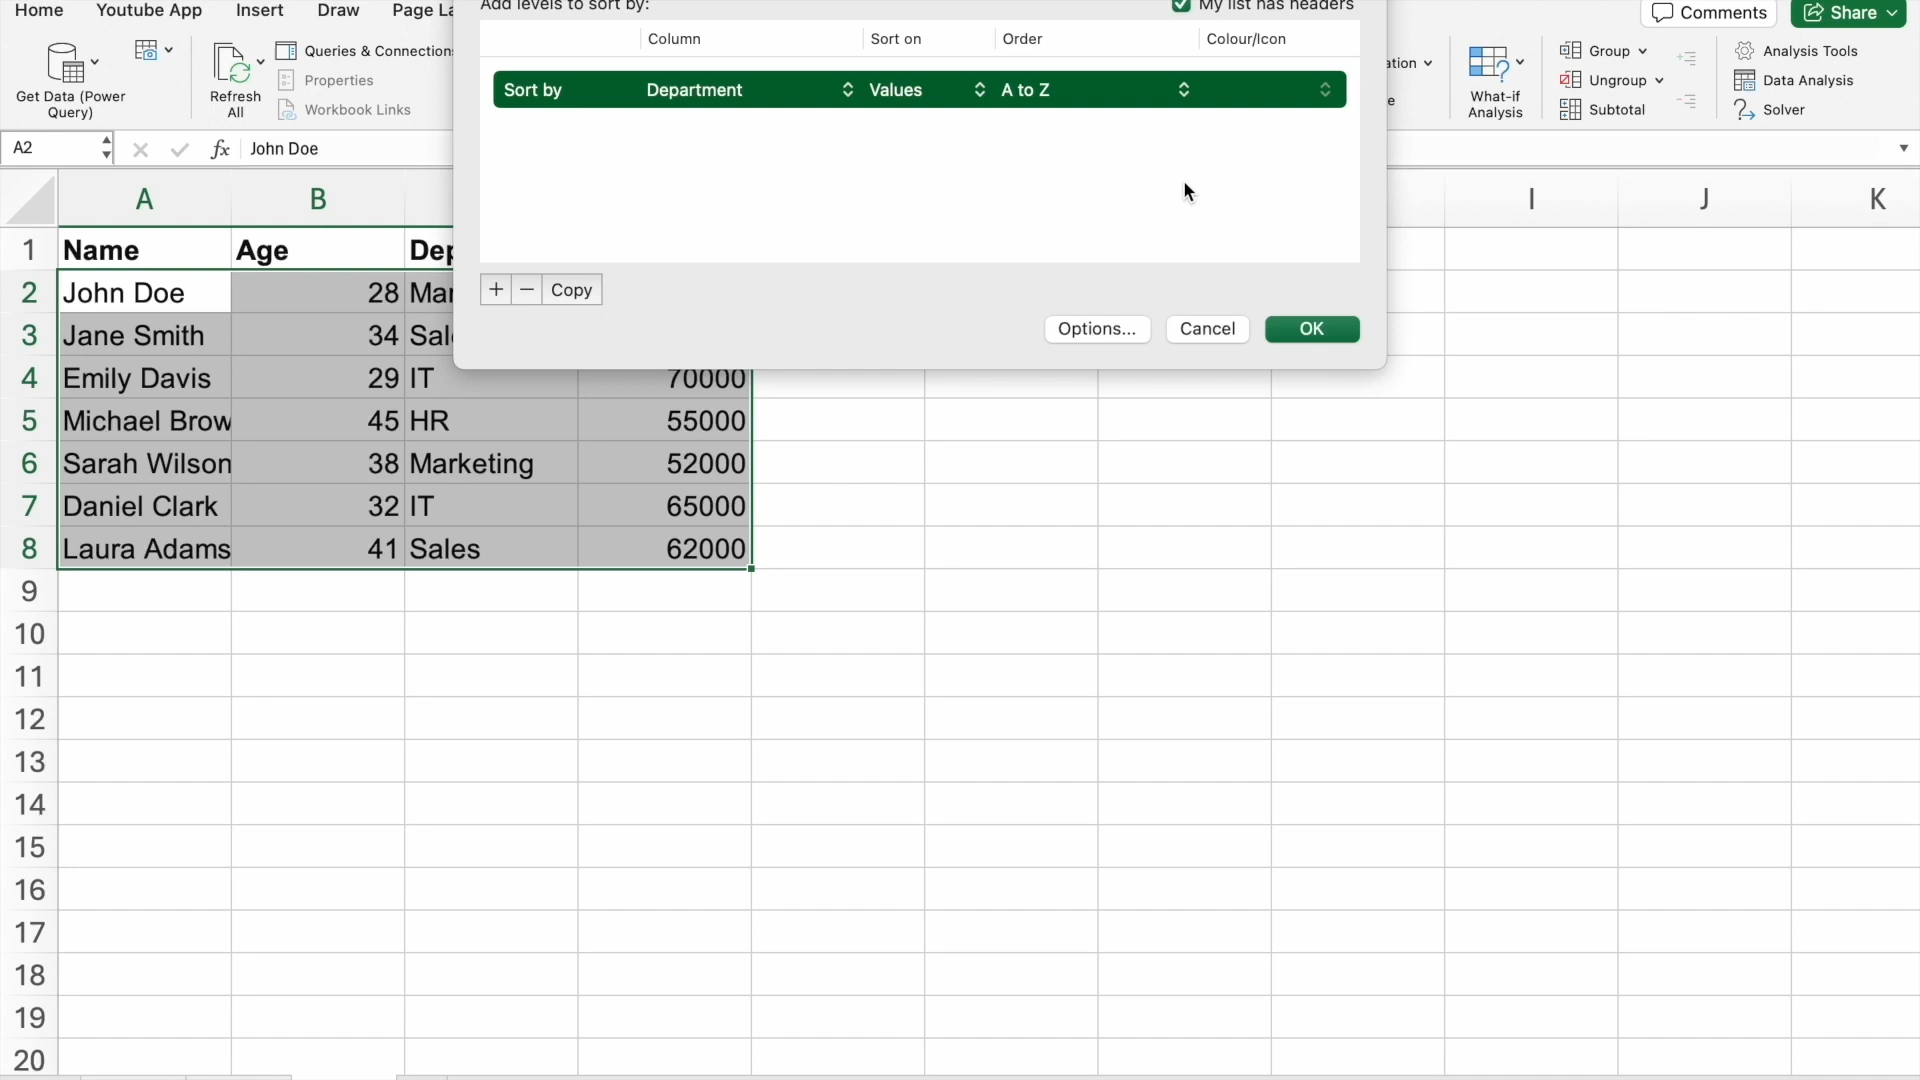 Home Youtube App Insert Draw Page La
Add levels to sort by:
My list has headers
Comments Share
Get Data (Power Query)
Refresh All
Queries & Connection
Properties
Workbook Links
Column Sort on Order Colour/Icon
Sort by Department Values A to Z
ation
e
What-if Analysis
Group
Ungroup
Subtotal
Analysis Tools
Data Analysis
Solver
A2 fx John Doe
A B I J K
+ − Copy
Options... Cancel OK
1 Name Age Dep
2 John Doe 28 Mar
3 Jane Smith 34 Sal
4 Emily Davis 29 IT 70000
5 Michael Brow 45 HR 55000
6 Sarah Wilson 38 Marketing 52000
7 Daniel Clark 32 IT 65000
8 Laura Adams 41 Sales 62000
9
10
11
12
13
14
15
16
17
18
19
20